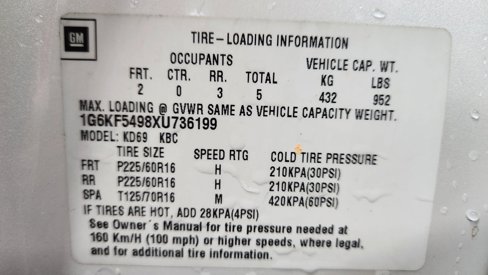 GM
TIRE-LOADING INFORMATION
OCCUPANTS VEHICLE CAP. WT.
FRT. CTR. RR. TOTAL KG LBS
2 0 3 5 432 952
MAX. LOADING @ GVWR SAME AS VEHICLE CAPACITY WEIGHT.
1G6KF5498XU736199
MODEL: KD69 KBC
TIRE SIZE SPEED RTG COLD TIRE PRESSURE
FRT P225/60R16 H 210KPA(30PSI)
RR P225/60R16 H 210KPA(30PSI)
SPA T125/70R16 M 420KPA(60PSI)
IF TIRES ARE HOT, ADD 28KPA(4PSI)
See Owner's Manual for tire pressure needed at
160 Km/H (100 mph) or higher speeds, where legal,
and for additional tire information.